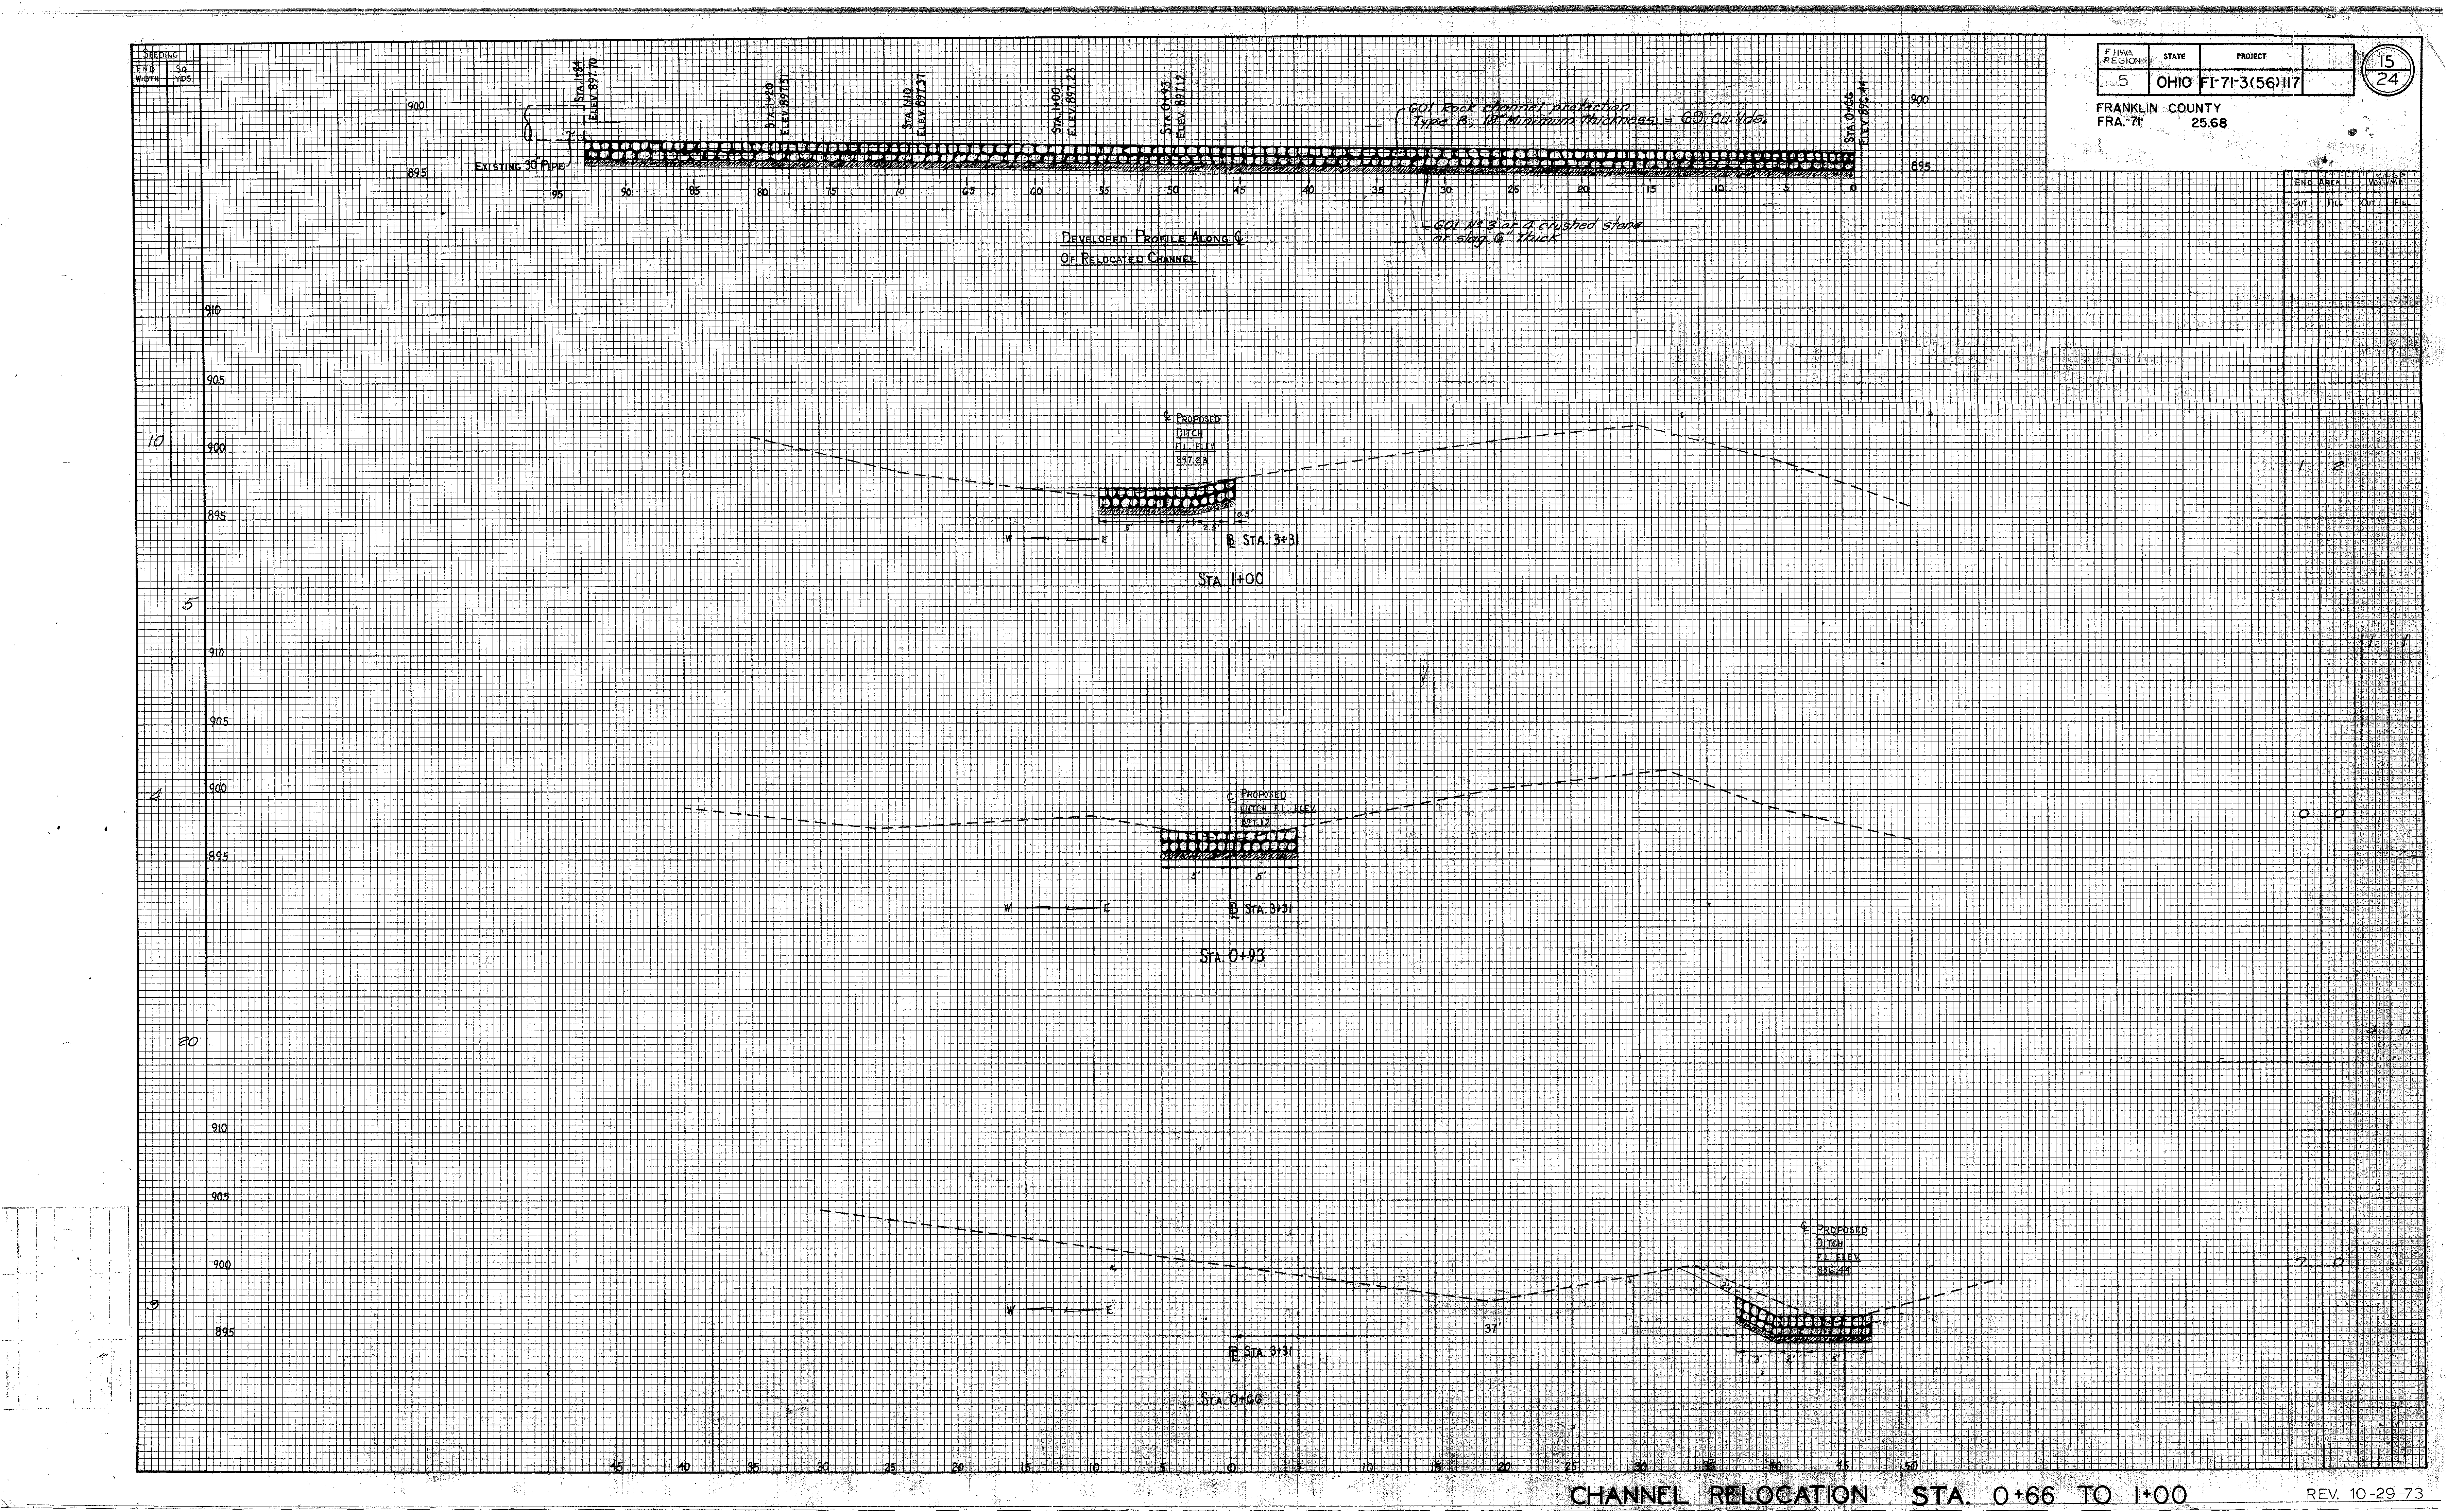 SEEDING
END WIDTH
SQ. YDS
FHWA REGION
STATE
PROJECT
5
OHIO
FI-71-3(56)117
15
24
FRANKLIN COUNTY
FRA.-71 25.68
END AREA
VOLUME
CUT
FILL
CUT
FILL
STA. 1+34
ELEV. 897.70
STA. 1+20
ELEV. 897.51
STA. 1+10
ELEV. 897.37
STA. 1+00
ELEV. 897.23
STA. 0+93
ELEV. 897.12
STA. 0+66
ELEV. 896.44
900
900
601 Rock channel protection
Type B, 18" Minimum Thickness = 69 Cu. Yds.
EXISTING 30" PIPE
895
895
95 90 85 80 75 70 65 60 55 50 45 40 35 30 25 20 15 10 5 0
601 Nº 3 or 4 crushed stone
or slag 6" Thick
DEVELOPED PROFILE ALONG ℄
OF RELOCATED CHANNEL
910
905
10
900
895
℄ PROPOSED
DITCH
F.L. ELEV.
897.23
1 2
5' 2' 2.5' 0.5'
W E
STA. 3+31
STA. 1+00
5
910
1 1
905
4
900
895
℄ PROPOSED
DITCH F.L. ELEV.
897.12
0 0
5' 5'
W E
STA. 3+31
STA. 0+93
20
4 0
910
905
900
9
895
℄ PROPOSED
DITCH
F.L. ELEV.
896.44
7 0
2:1
W E
37'
3' 2' 5'
STA. 3+31
STA. 0+66
45 40 35 30 25 20 15 10 5 0 5 10 15 20 25 30 35 40 45 50
CHANNEL RELOCATION STA. 0+66 TO 1+00
REV. 10-29-73